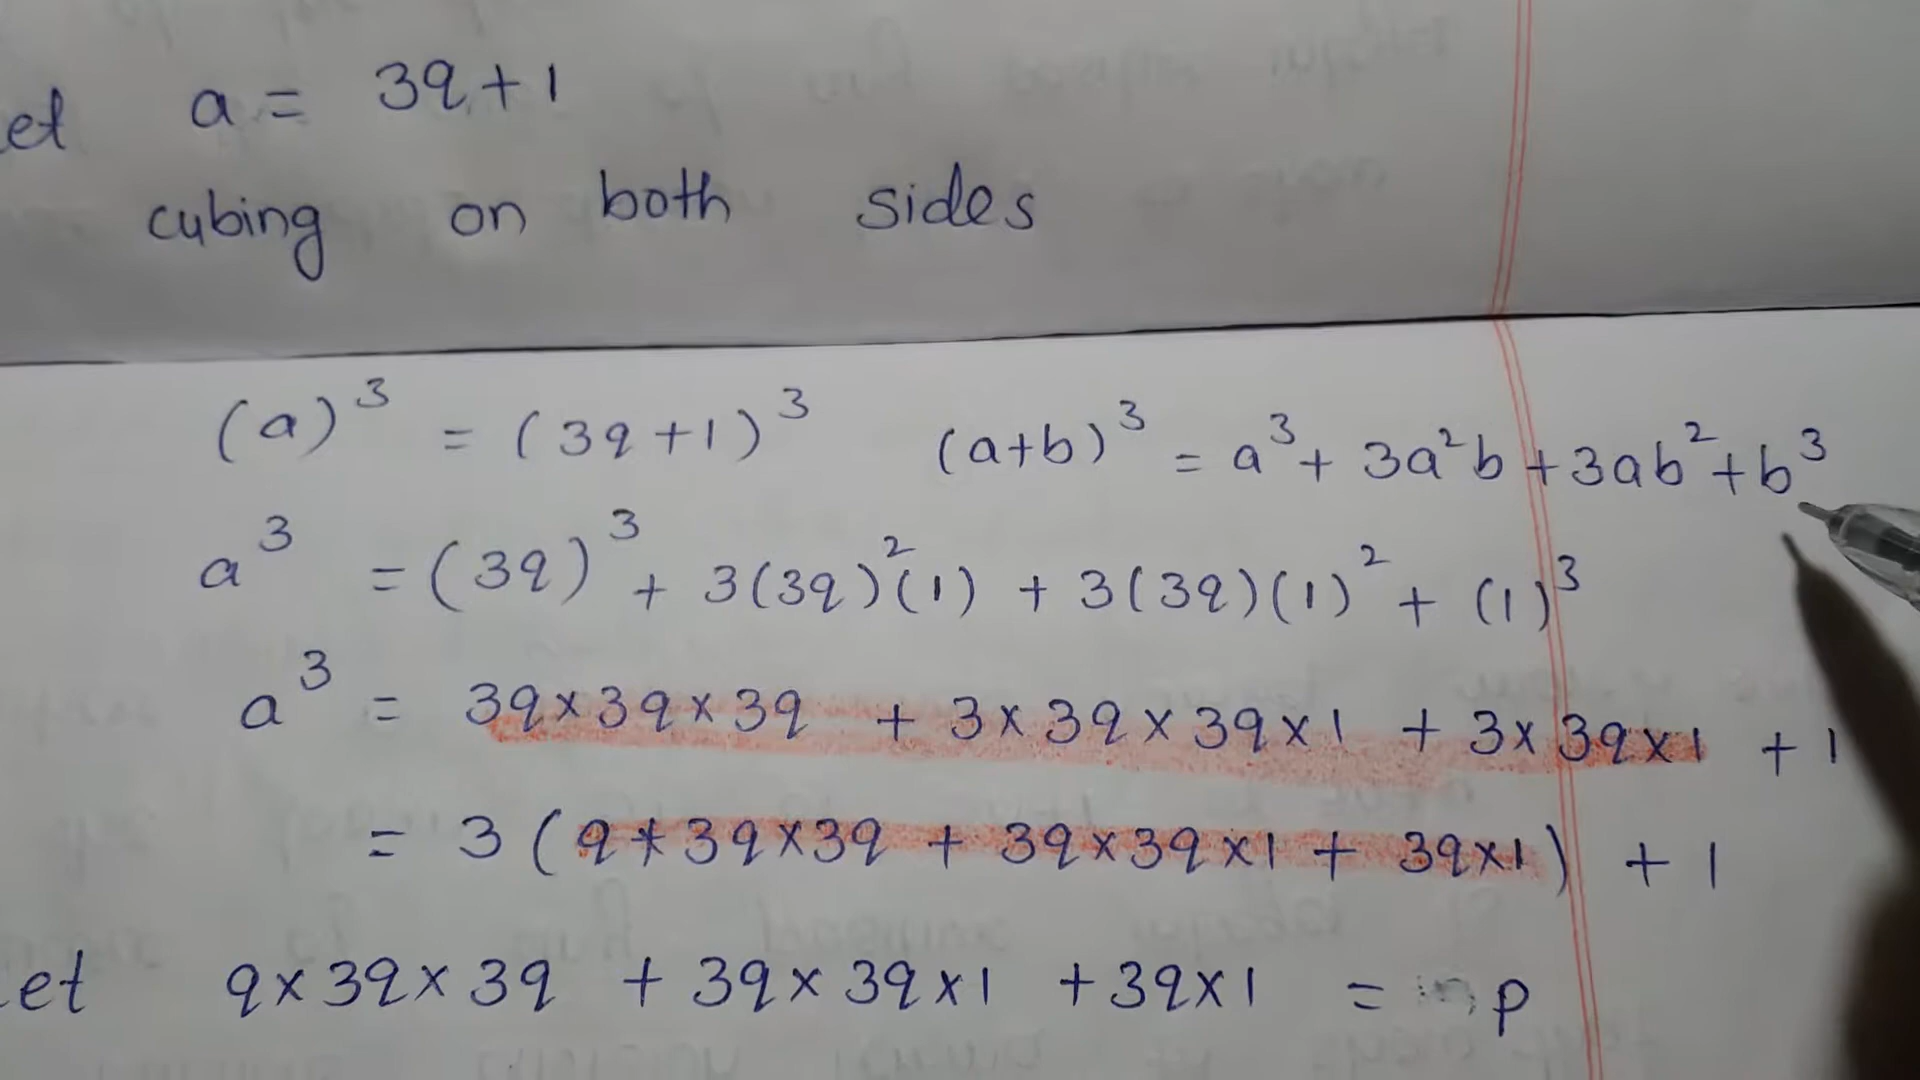 et a = 3q+1
cubing on both sides
(a)³ = (3q+1)³ (a+b)³ = a³+ 3a²b+3ab²+b³
a³ = (3q)³ + 3(3q)²(1) + 3(3q)(1)² + (1)³
a³ = 3q×3q×3q + 3×3q×3q×1 + 3×3q×1 +1
= 3(q×3q×3q + 3q×3q×1 + 3q×1) +1
et q×3q×3q + 3q×3q×1 +3q×1 = p